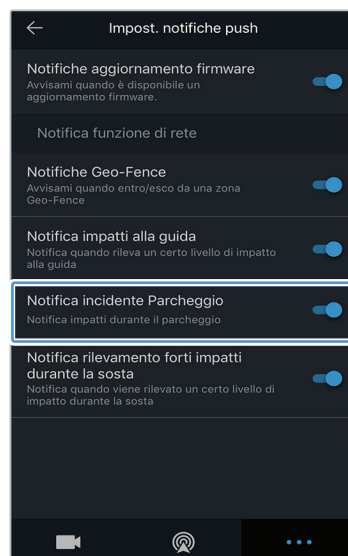 Impost. notifiche push
Notifiche aggiornamento firmware
Avvisami quando è disponibile un
aggiornamento firmware.
Notifica funzione di rete
Notifiche Geo-Fence
Avvisami quando entro/esco da una zona
Geo-Fence
Notifica impatti alla guida
Notifica quando rileva un certo livello di impatto
alla guida
Notifica incidente Parcheggio
Notifica impatti durante il parcheggio
Notifica rilevamento forti impatti
durante la sosta
Notifica quando viene rilevato un certo livello di
impatto durante la sosta